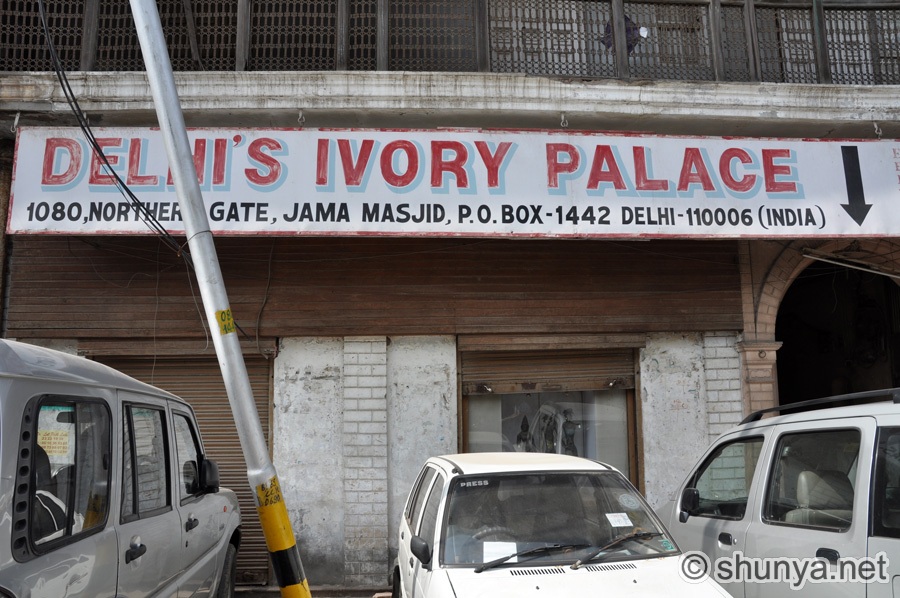 DELHI'S IVORY PALACE
1080,NORTHERN GATE, JAMA MASJID, P.O. BOX-1442 DELHI-110006 (INDIA)
PRESS
©shunya.net